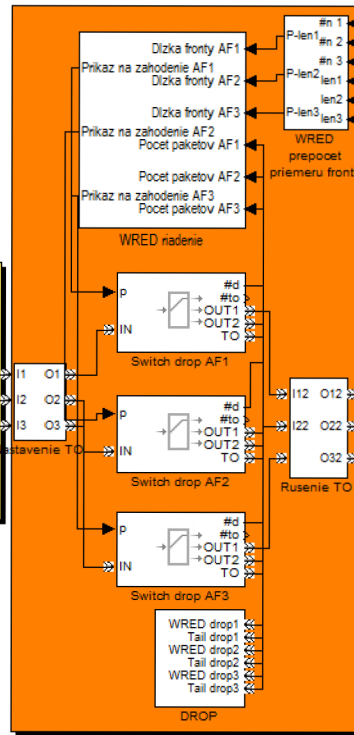 #n 1
P-len1
#n 2
#n 3
P-len2
len1
len2
P-len3
len3
WRED
prepocet
priemeru front
Dlzka fronty AF1
Prikaz na zahodenie AF1
Dlzka fronty AF2
Dlzka fronty AF3
Prikaz na zahodenie AF2
Pocet paketov AF1
Pocet paketov AF2
Prikaz na zahodenie AF3
Pocet paketov AF3
WRED riadenie
p
IN
#d
#to
OUT1
OUT2
TO
Switch drop AF1
I1 O1
I2 O2
I3 O3
astavenie TO
p
IN
#d
#to
OUT1
OUT2
TO
Switch drop AF2
I12 O12
I22 O22
O32
Rusenie TO
p
IN
#d
#to
OUT1
OUT2
TO
Switch drop AF3
WRED drop1
Tail drop1
WRED drop2
Tail drop2
WRED drop3
Tail drop3
DROP